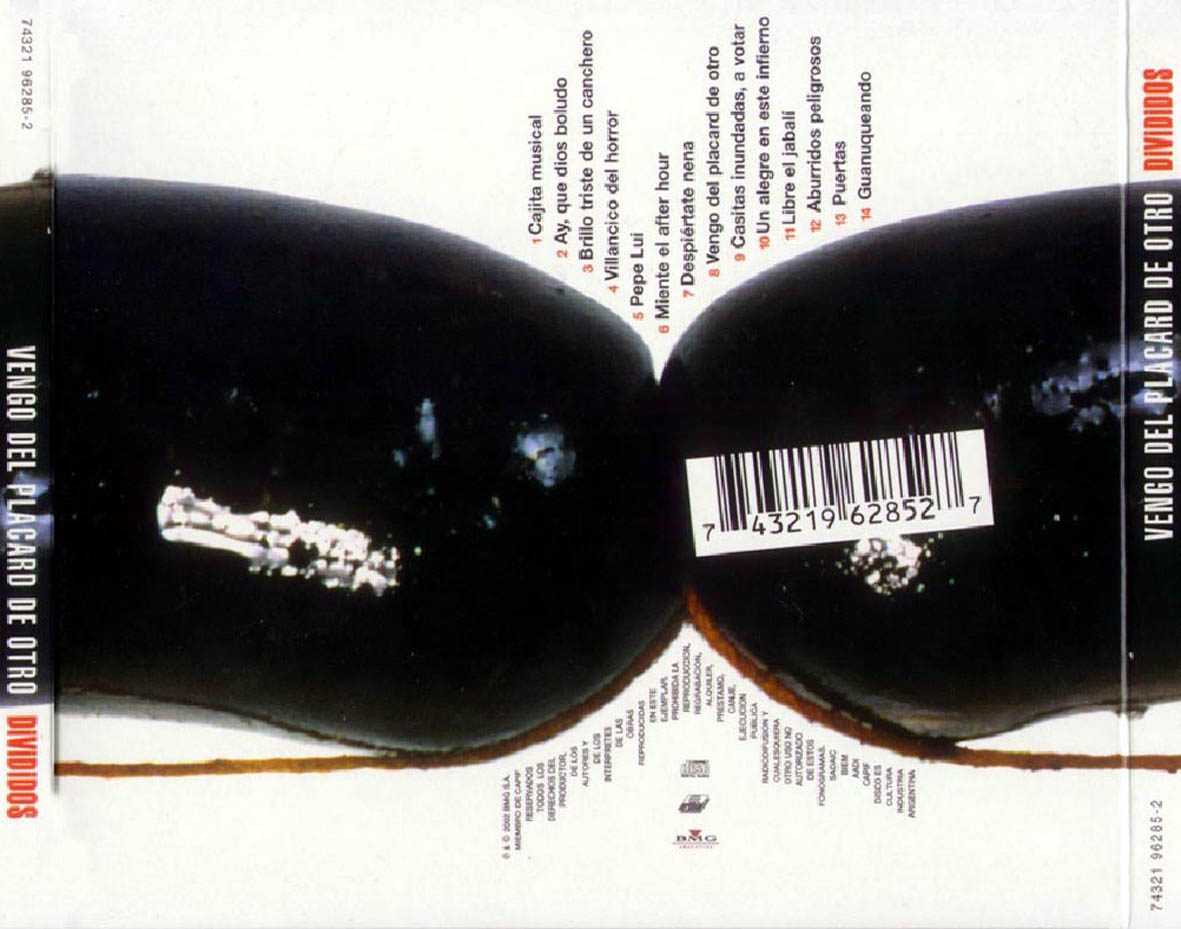 74321 96285-2
VENGO DEL PLACARD DE OTRO DIVIDIDOS
1 Cajita musical
2 Ay, que dios boludo
3 Brillo triste de un canchero
4 Villancico del horror
5 Pepe Lui
6 Miente el after hour
7 Despiértate nena
8 Vengo del placard de otro
9 Casitas inundadas, a votar
10 Un alegre en este infierno
11 Libre el jabalí
12 Aburridos peligrosos
13 Puertas
14 Guanuqueando
7 43219 62852 7
℗ & © 2002 BMG S.A.
MIEMBRO DE CAPIF
RESERVADOS
TODOS LOS
DERECHOS DEL
PRODUCTOR,
DE LOS
AUTORES Y
DE LOS
INTERPRETES
DE LAS
OBRAS
REPRODUCIDAS
EN ESTE
EJEMPLAR.
PROHIBIDA LA
REPRODUCCION,
REGRABACION,
ALQUILER,
PRESTAMO,
CANJE,
EJECUCION
PUBLICA
RADIODIFUSION Y
CUALESQUIERA
OTRO USO NO
AUTORIZADO
DE ESTOS
FONOGRAMAS.
SADAIC
BIEM
AADI
CAPIF
DISCO ES
CULTURA
INDUSTRIA
ARGENTINA
BMG
ARGENTINA
VENGO DEL PLACARD DE OTRO DIVIDIDOS
74321 96285-2